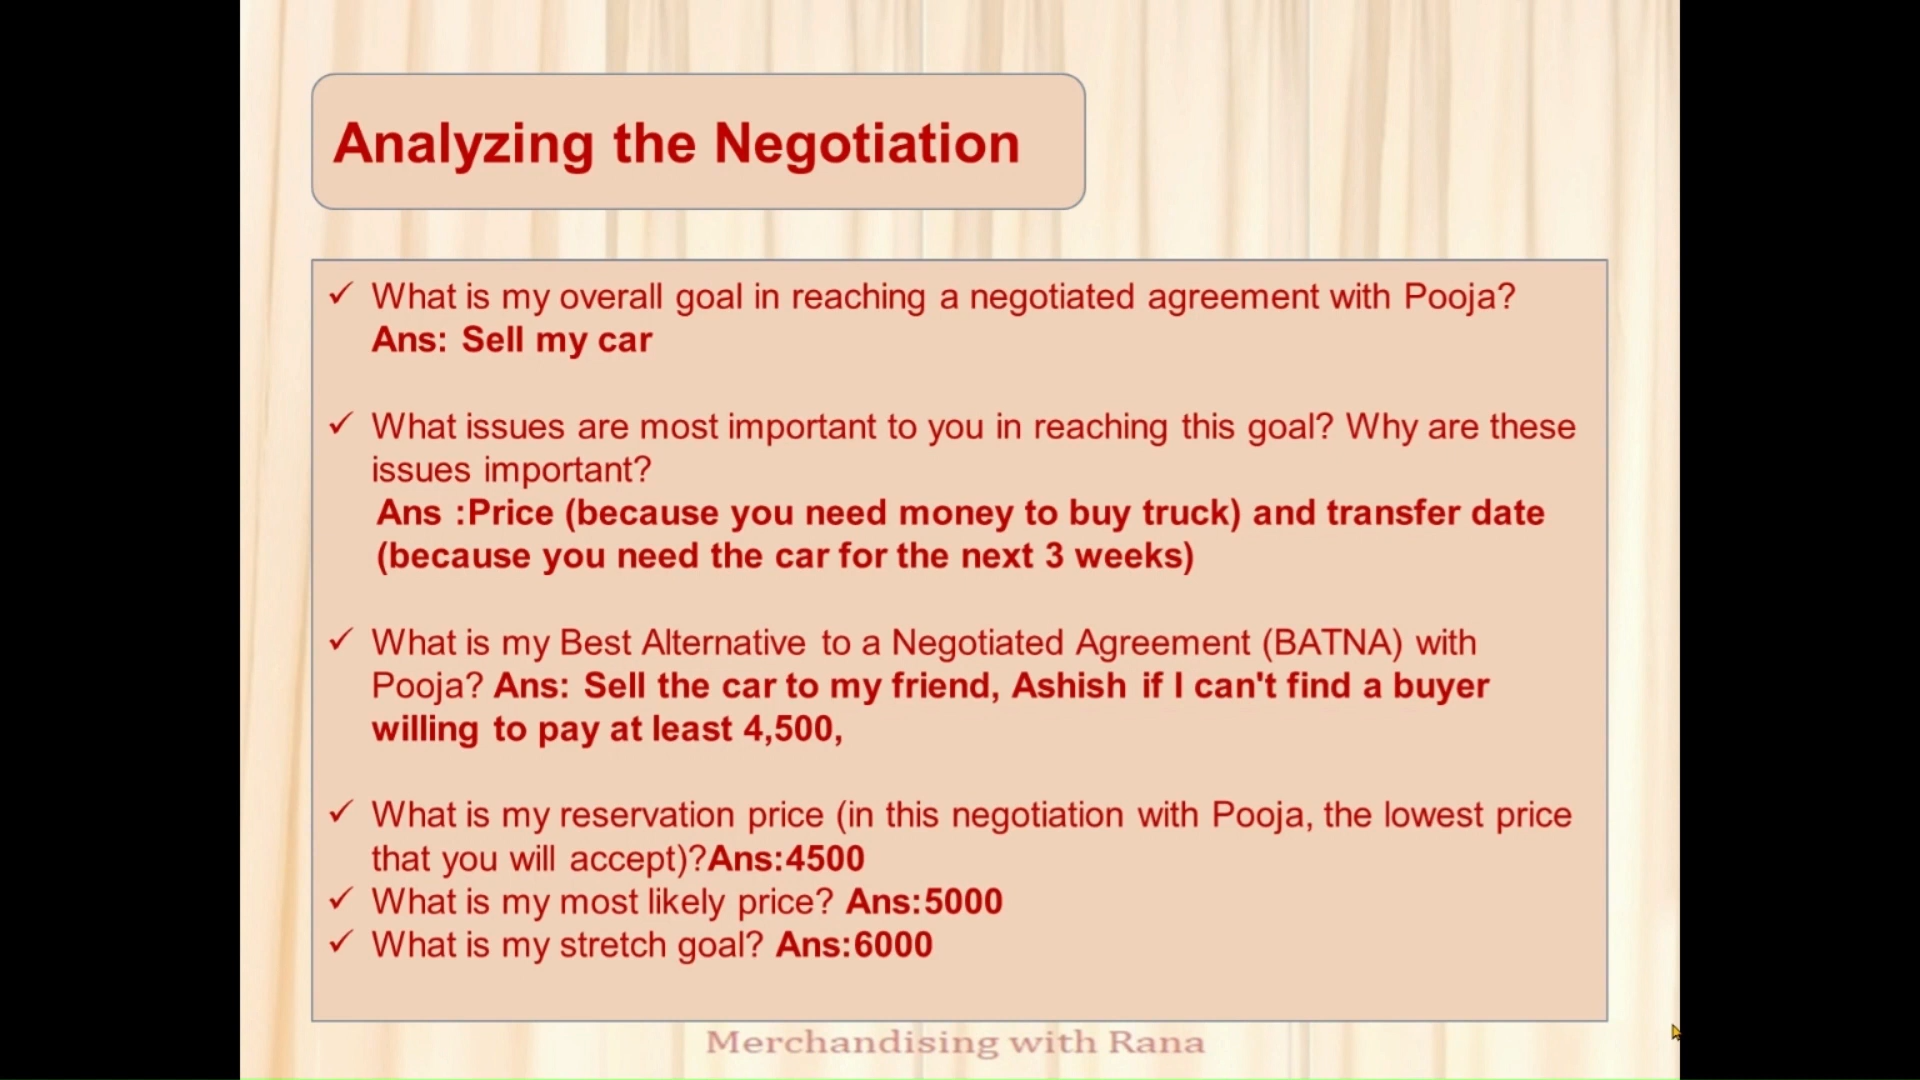 Analyzing the Negotiation
✓ What is my overall goal in reaching a negotiated agreement with Pooja?
Ans: Sell my car
✓ What issues are most important to you in reaching this goal? Why are these
issues important?
Ans :Price (because you need money to buy truck) and transfer date
(because you need the car for the next 3 weeks)
✓ What is my Best Alternative to a Negotiated Agreement (BATNA) with
Pooja? Ans: Sell the car to my friend, Ashish if I can't find a buyer
willing to pay at least 4,500,
✓ What is my reservation price (in this negotiation with Pooja, the lowest price
that you will accept)?Ans:4500
✓ What is my most likely price? Ans:5000
✓ What is my stretch goal? Ans:6000
Merchandising with Rana